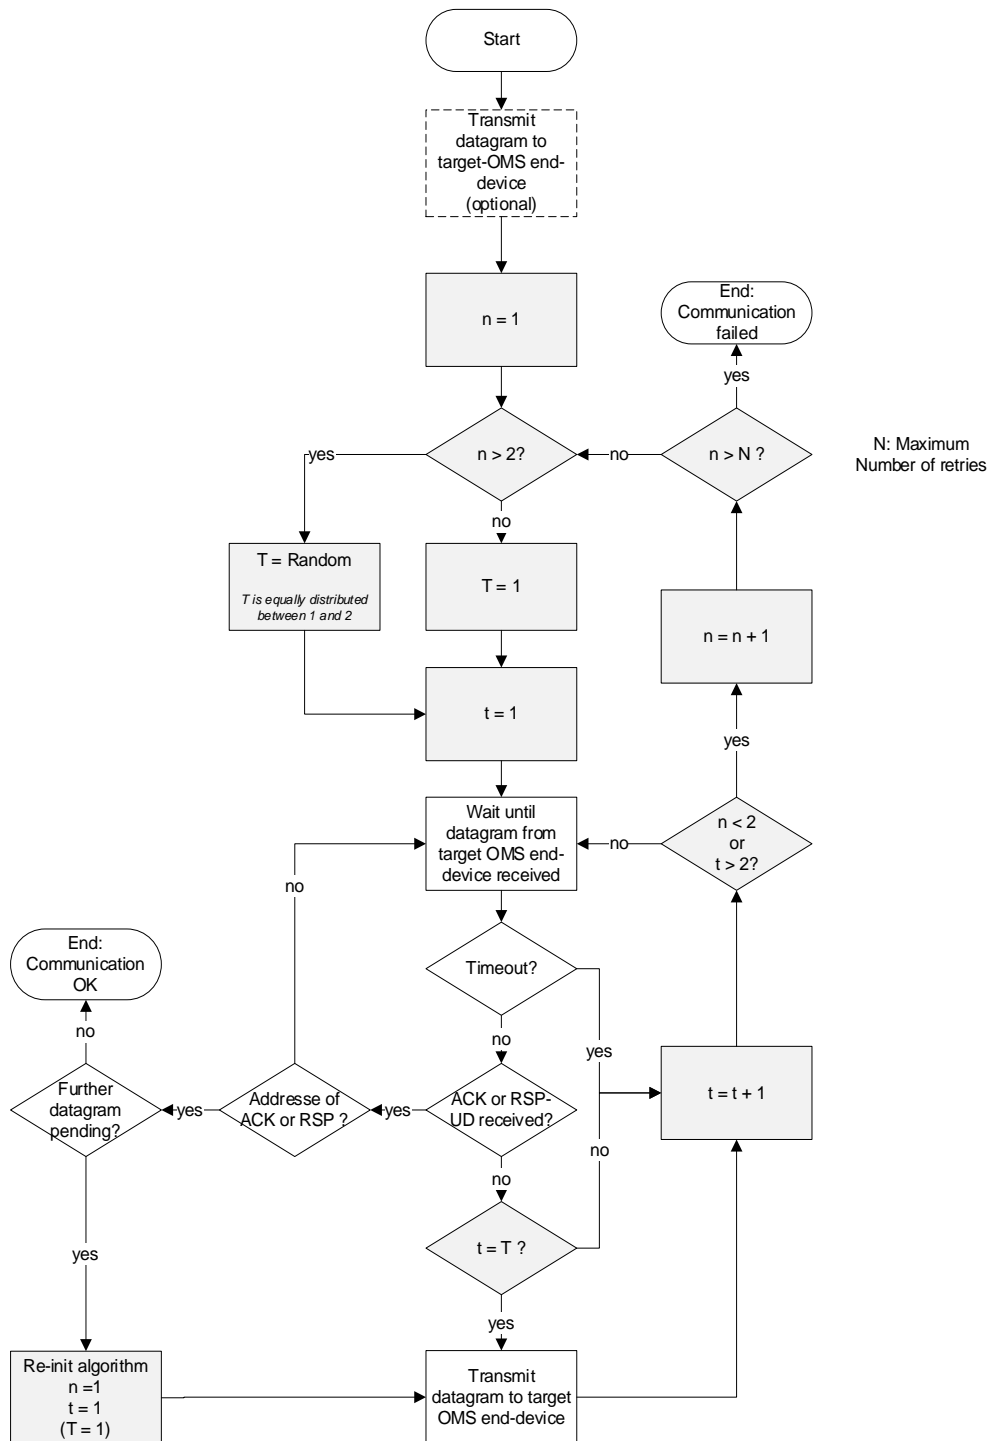 Start
Transmit
datagram to
target-OMS end-
device
(optional)
n = 1
End:
Communication
failed
yes
n > 2?
no
n > N ?
N: Maximum
Number of retries
yes
no
T = Random
T is equally distributed
between 1 and 2
T = 1
n = n + 1
t = 1
yes
Wait until
datagram from
target OMS end-
device received
no
n < 2
or
t > 2?
no
End:
Communication
OK
Timeout?
no
no
yes
Further
datagram
pending?
yes
Addresse of
ACK or RSP ?
yes
ACK or RSP-
UD received?
t = t + 1
no
no
yes
t = T ?
yes
Re-init algorithm
n =1
t = 1
(T = 1)
Transmit
datagram to target
OMS end-device